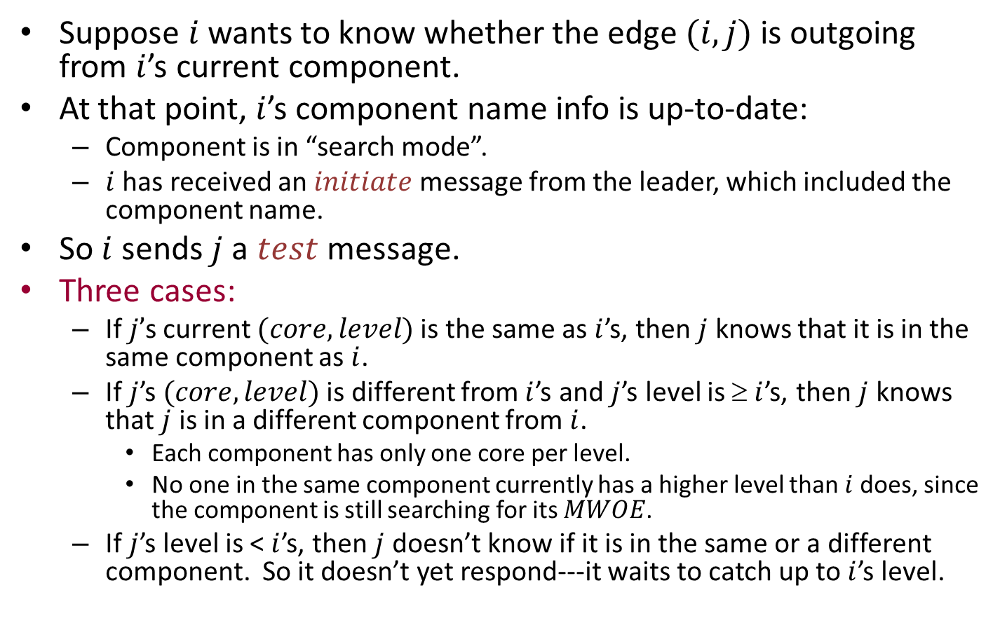 • Suppose i wants to know whether the edge (i, j) is outgoing
from i’s current component.
• At that point, i’s component name info is up-to-date:
– Component is in “search mode”.
– i has received an initiate message from the leader, which included the
component name.
• So i sends j a test message.
• Three cases:
– If j’s current (core, level) is the same as i’s, then j knows that it is in the
same component as i.
– If j’s (core, level) is different from i’s and j’s level is ≥ i’s, then j knows
that j is in a different component from i.
• Each component has only one core per level.
• No one in the same component currently has a higher level than i does, since
the component is still searching for its MWOE.
– If j’s level is < i’s, then j doesn’t know if it is in the same or a different
component.  So it doesn’t yet respond---it waits to catch up to i’s level.